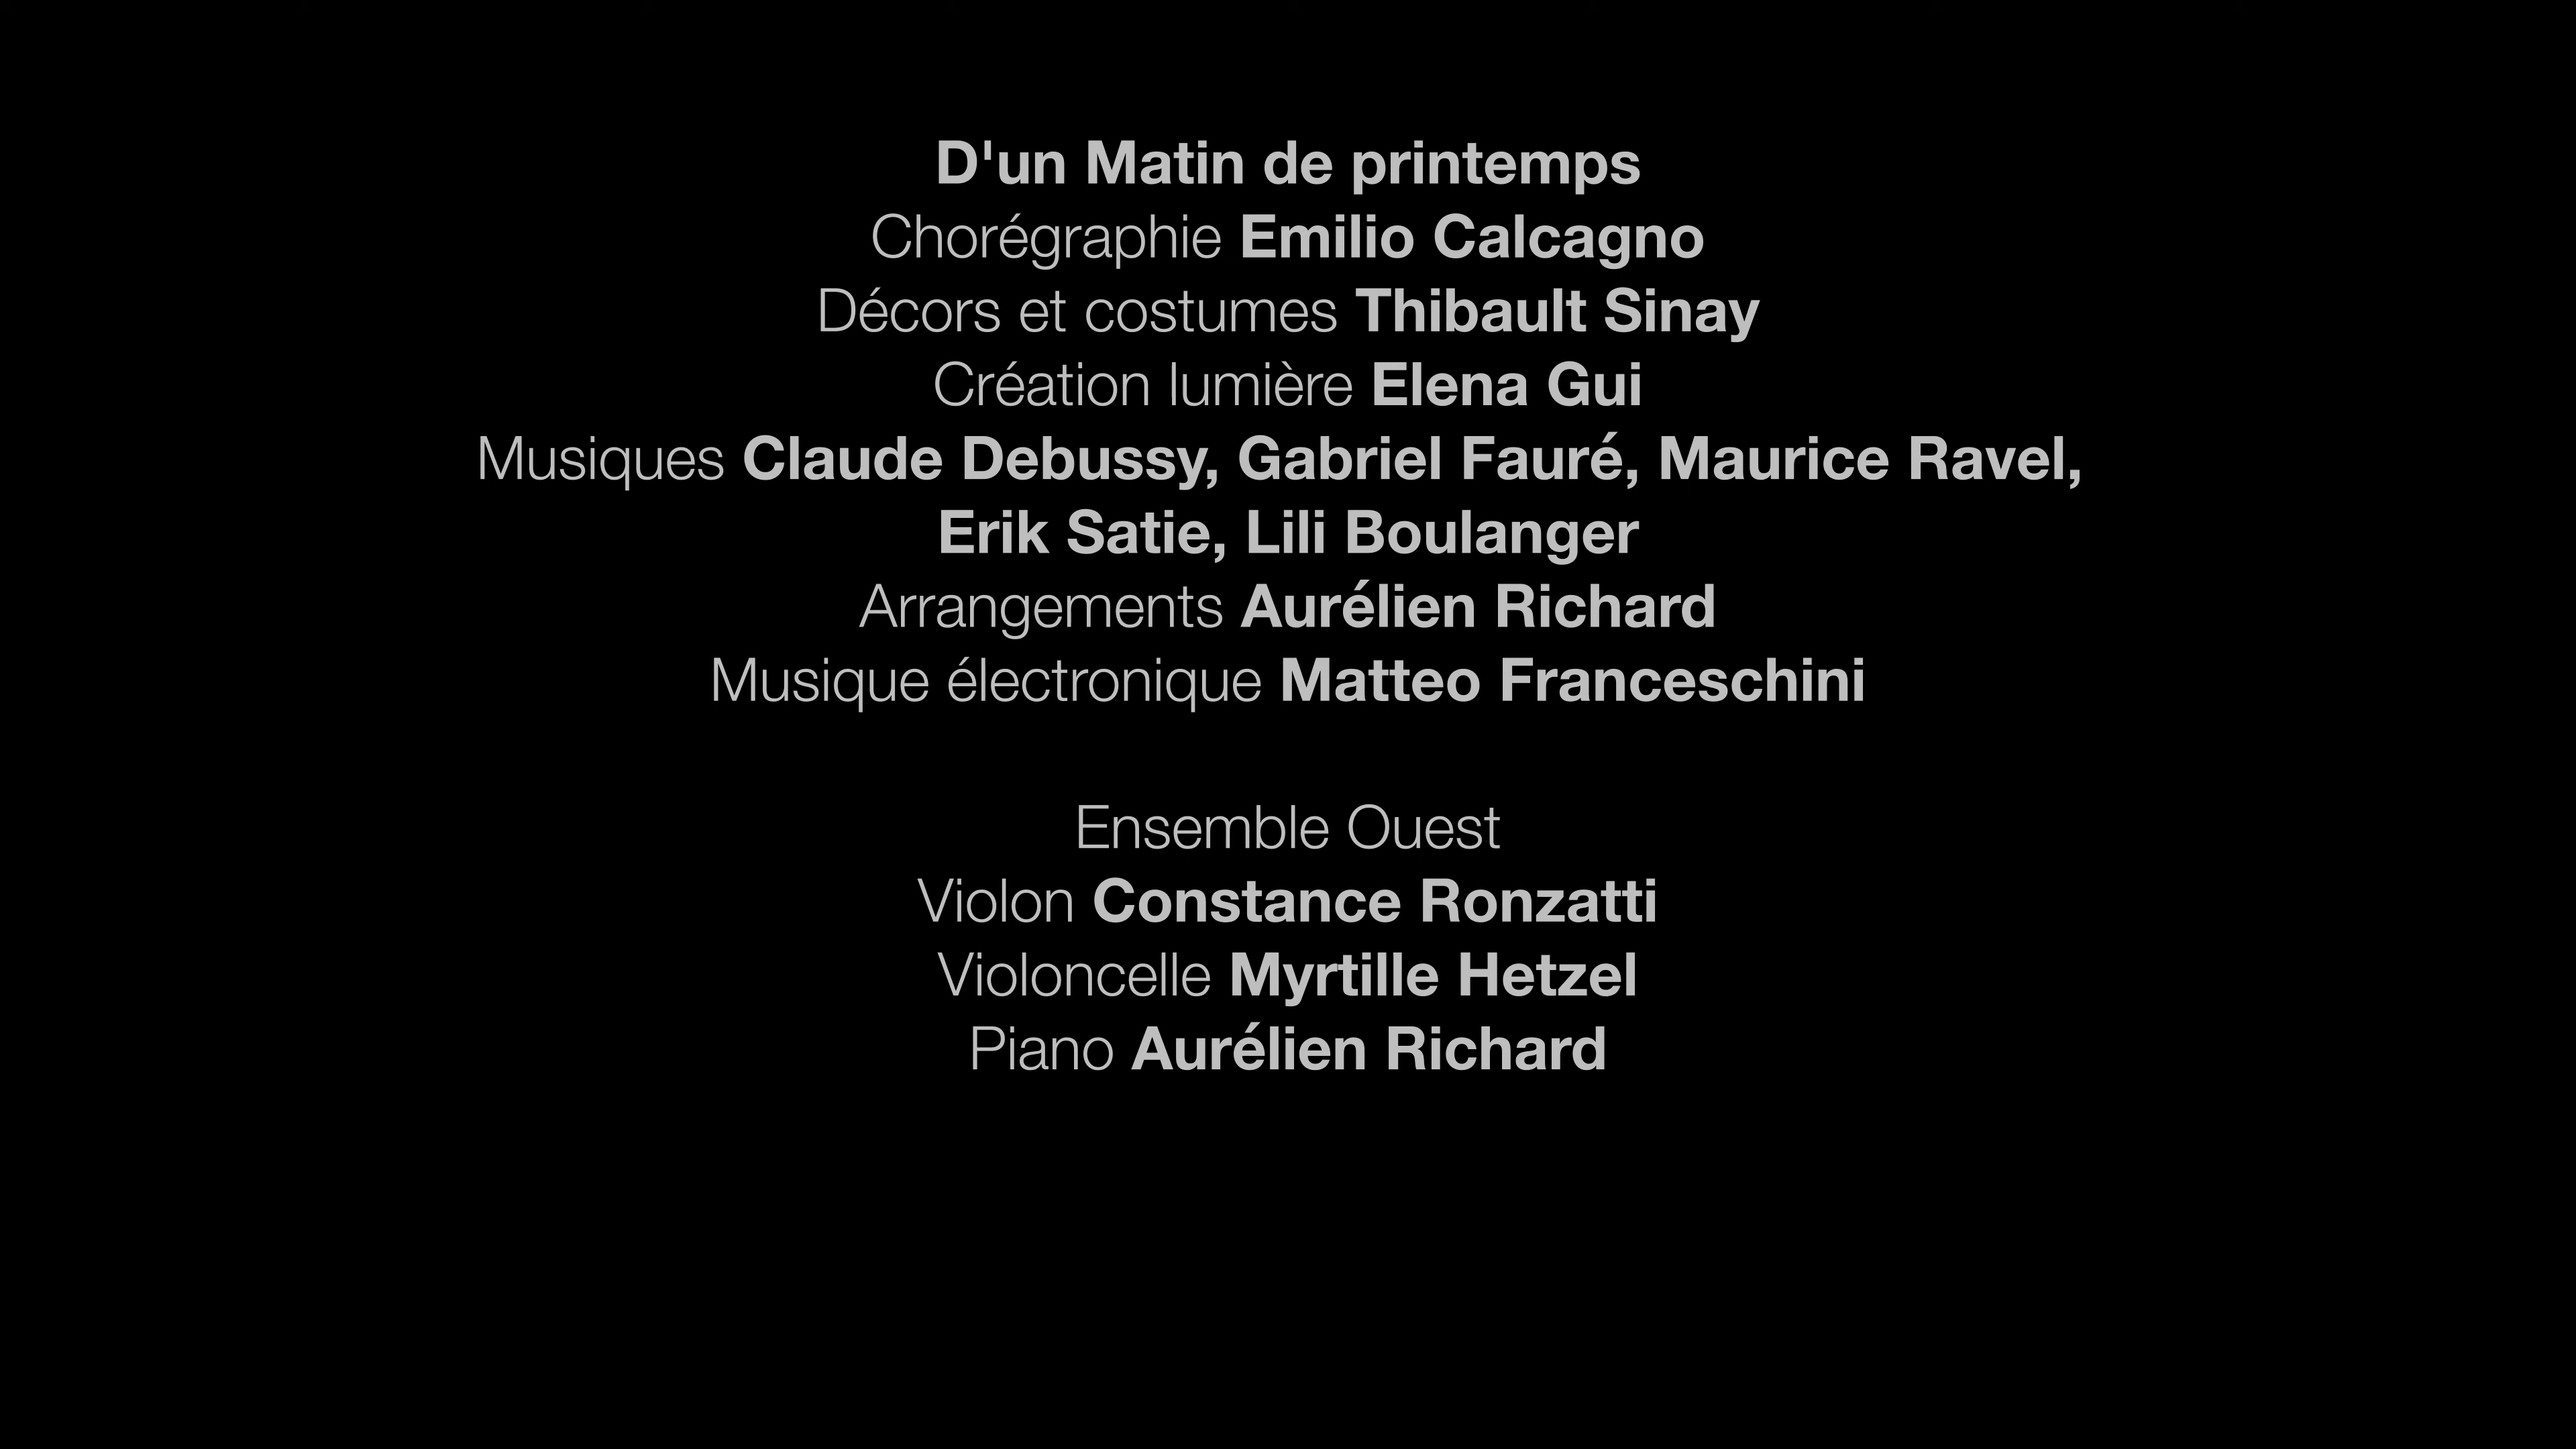 D'un Matin de printemps
Chorégraphie Emilio Calcagno
Décors et costumes Thibault Sinay
Création lumière Elena Gui
Musiques Claude Debussy, Gabriel Fauré, Maurice Ravel,
Erik Satie, Lili Boulanger
Arrangements Aurélien Richard
Musique électronique Matteo Franceschini
Ensemble Ouest
Violon Constance Ronzatti
Violoncelle Myrtille Hetzel
Piano Aurélien Richard